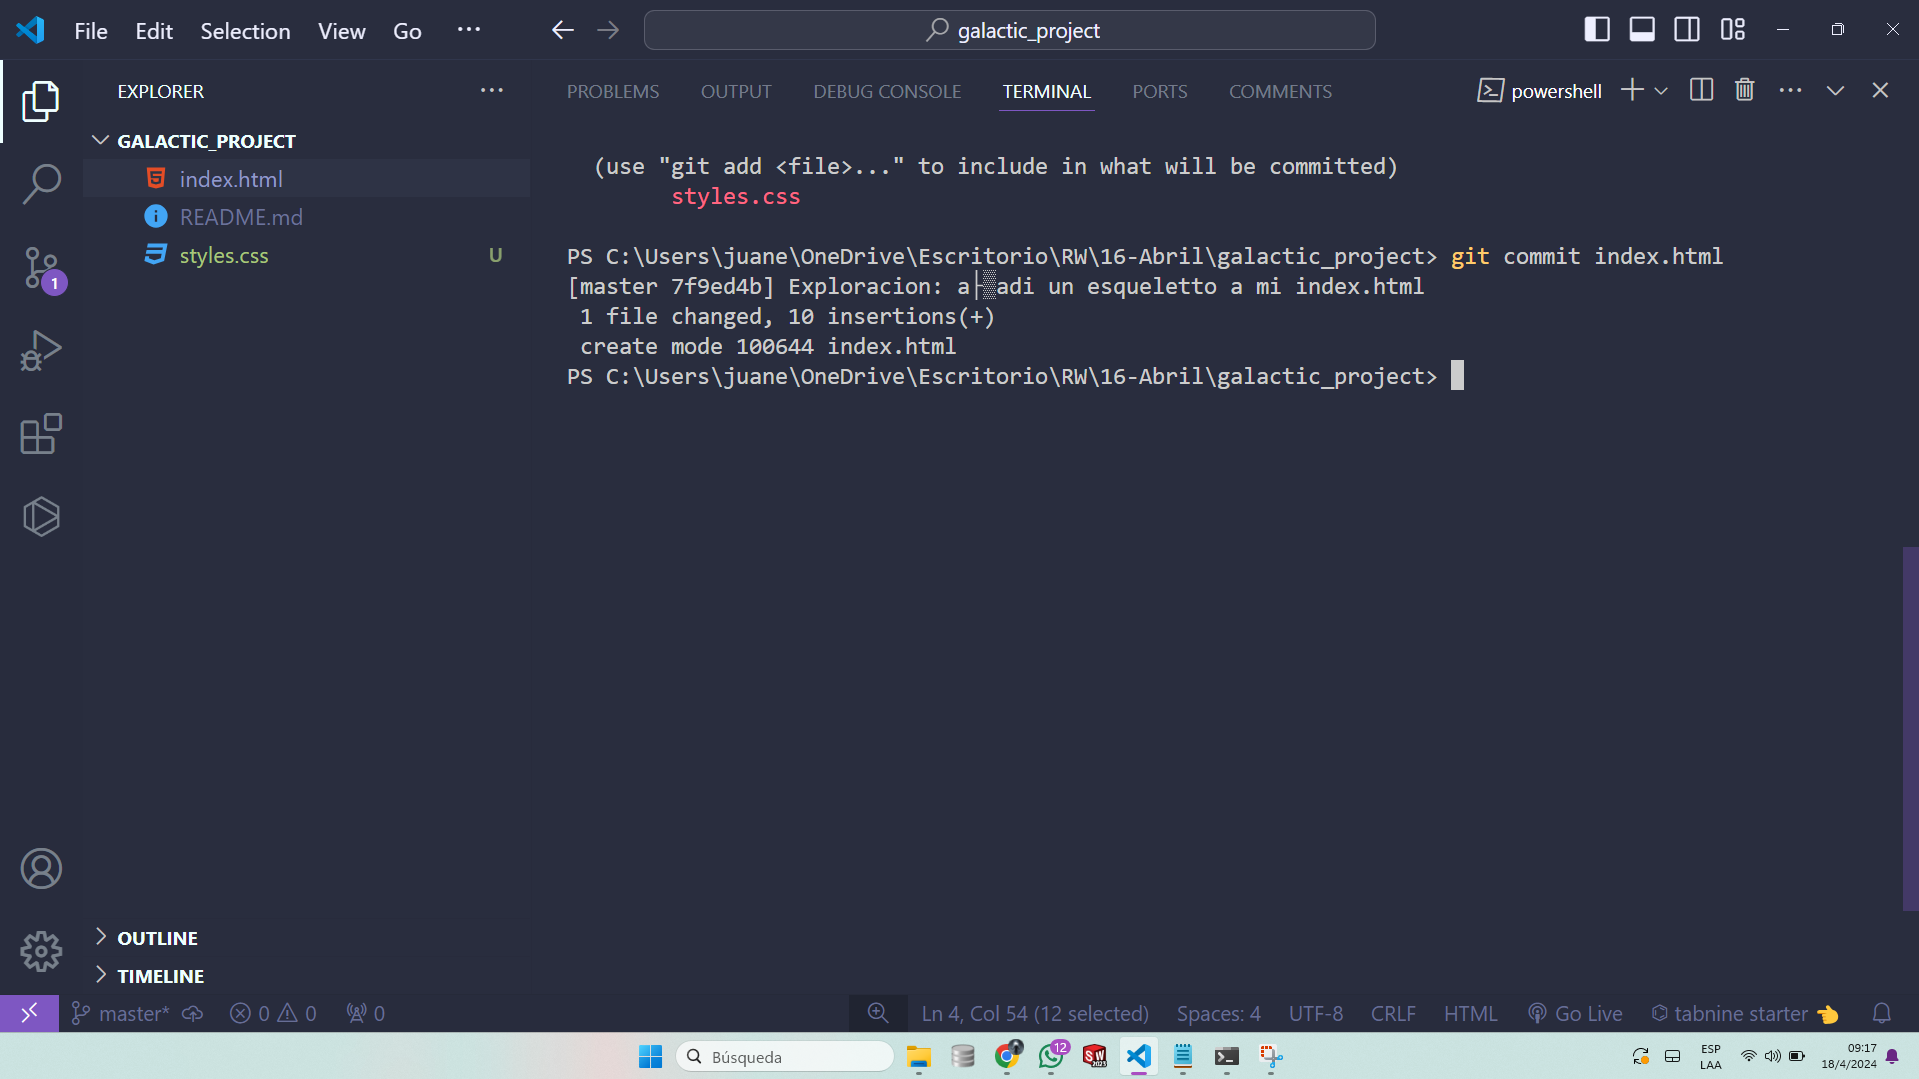 File Edit Selection View Go ...
galactic_project
EXPLORER ...
GALACTIC_PROJECT
index.html
README.md
styles.css U
1
OUTLINE
TIMELINE
PROBLEMS OUTPUT DEBUG CONSOLE TERMINAL PORTS COMMENTS
powershell
(use "git add <file>..." to include in what will be committed)
styles.css
PS C:\Users\juane\OneDrive\Escritorio\RW\16-Abril\galactic_project> git commit index.html
[master 7f9ed4b] Exploracion: a├▒adi un esqueletto a mi index.html
1 file changed, 10 insertions(+)
create mode 100644 index.html
PS C:\Users\juane\OneDrive\Escritorio\RW\16-Abril\galactic_project>
master* 0 0 0 Ln 4, Col 54 (12 selected) Spaces: 4 UTF-8 CRLF HTML Go Live tabnine starter
Búsqueda
12
SW 2023
ESP
LAA
09:17
18/4/2024